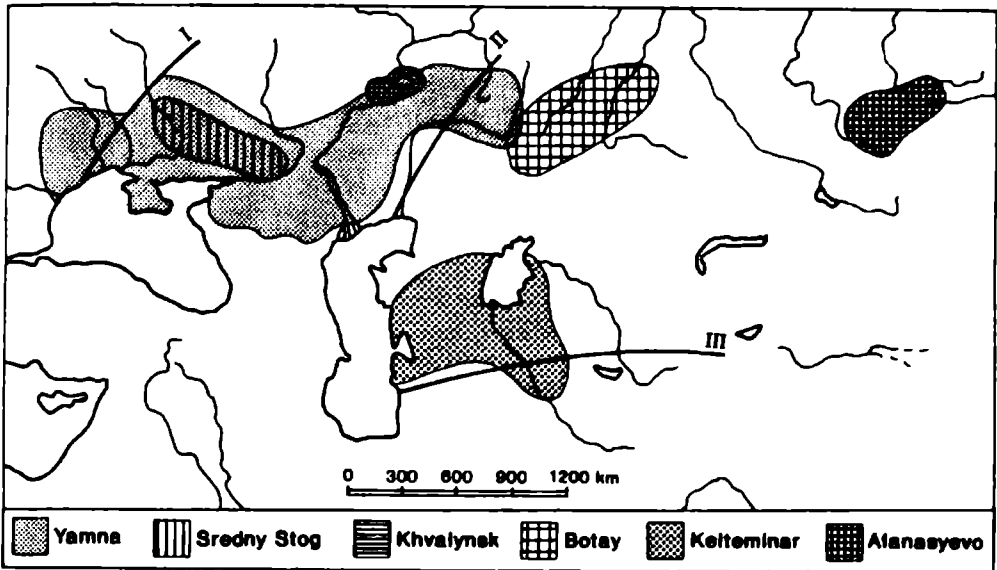 I
II
III
0 300 600 900 1200 km
Yamna Sredny Stog Khvalynsk Botay Kelteminar Afanasyevo